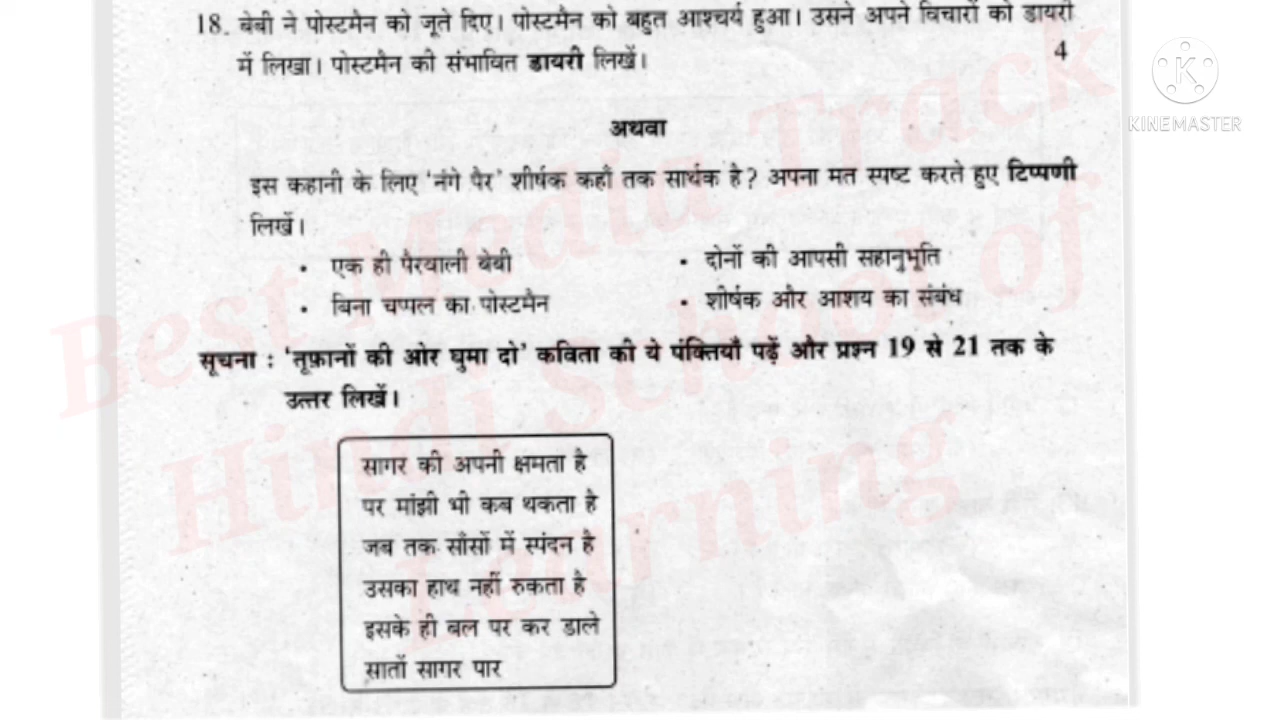 18. बेबी ने पोस्टमैन को जूते दिए। पोस्टमैन को बहुत आश्चर्य हुआ। उसने अपने विचारों को डायरी
में लिखा। पोस्टमैन की संभावित डायरी लिखें। 4
अथवा
इस कहानी के लिए 'नंगे पैर' शीर्षक कहाँ तक सार्थक है? अपना मत स्पष्ट करते हुए टिप्पणी
लिखें।
• एक ही पैरवाली बेबी • दोनों की आपसी सहानुभूति
• बिना चप्पल का पोस्टमैन • शीर्षक और आशय का संबंध
सूचना : 'तूफ़ानों की ओर घुमा दो' कविता की ये पंक्तियाँ पढ़ें और प्रश्न 19 से 21 तक के
उत्तर लिखें।
सागर की अपनी क्षमता है
पर मांझी भी कब थकता है
जब तक साँसों में स्पंदन है
उसका हाथ नहीं रुकता है
इसके ही बल पर कर डाले
सातों सागर पार
Best Media Track
Hindi School of
Learning
K
KINEMASTER